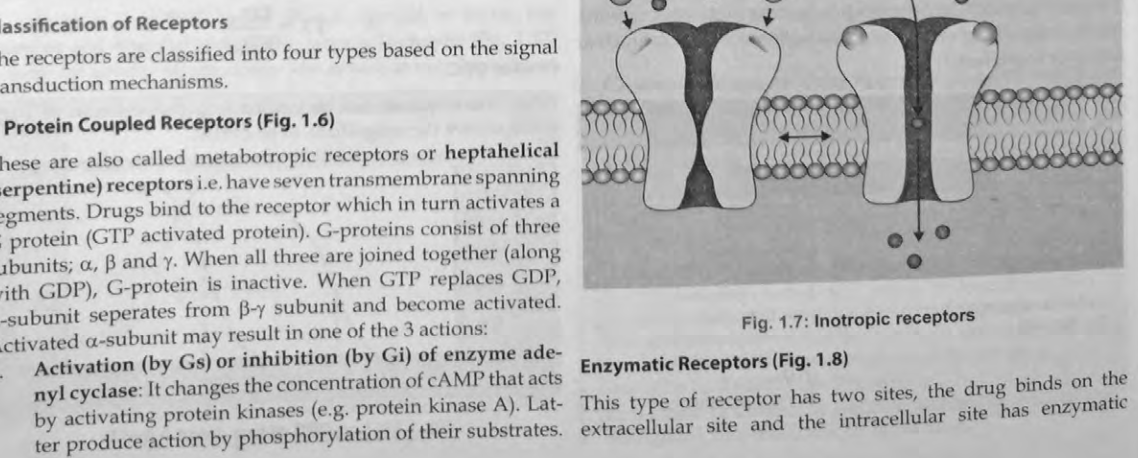 lassification of Receptors
he receptors are classified into four types based on the signal
ansduction mechanisms.
Protein Coupled Receptors (Fig. 1.6)
hese are also called metabotropic receptors or heptahelical
serpentine) receptors i.e. have seven transmembrane spanning
egments. Drugs bind to the receptor which in turn activates a
protein (GTP activated protein). G-proteins consist of three
ubunits; α, β and γ. When all three are joined together (along
ith GDP), G-protein is inactive. When GTP replaces GDP,
-subunit seperates from β-γ subunit and become activated.
ctivated α-subunit may result in one of the 3 actions:
Activation (by Gs) or inhibition (by Gi) of enzyme ade-
nyl cyclase: It changes the concentration of cAMP that acts
by activating protein kinases (e.g. protein kinase A). Lat-
ter produce action by phosphorylation of their substrates.
Fig. 1.7: Inotropic receptors
Enzymatic Receptors (Fig. 1.8)
This type of receptor has two sites, the drug binds on the
extracellular site and the intracellular site has enzymatic